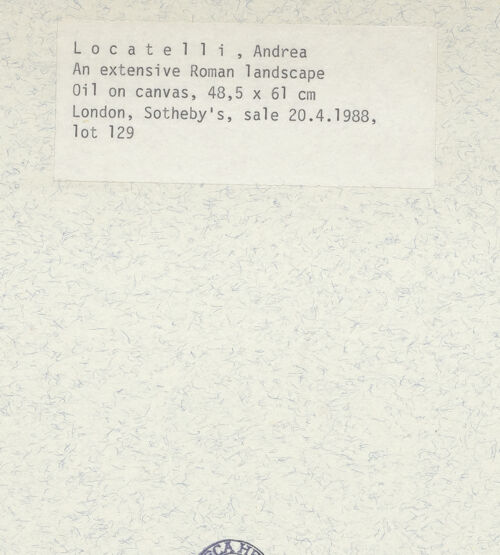 L o c a t e l l i , Andrea
An extensive Roman landscape
Oil on canvas, 48,5 x 61 cm
London, Sotheby's, sale 20.4.1988,
lot 129